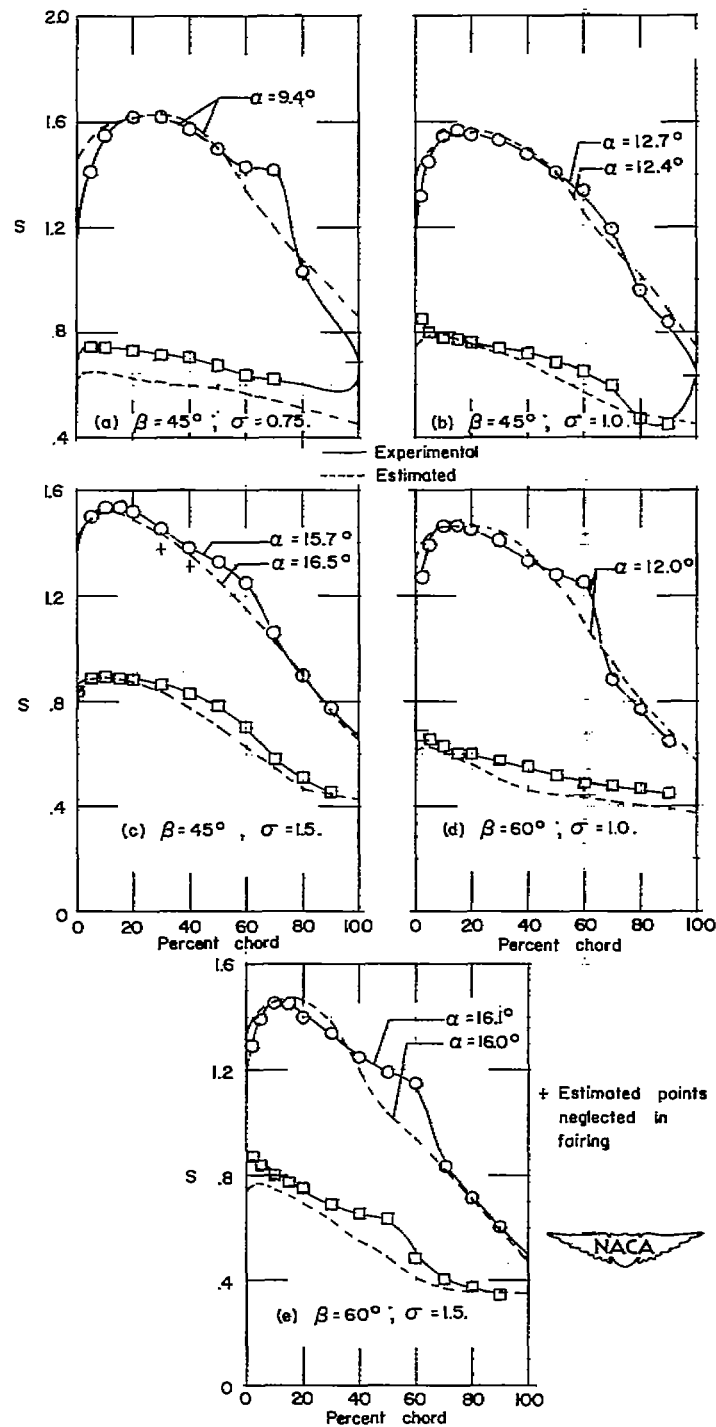 2.0
1.6
1.2
S
.8
.4
α = 9.4°
(a) β = 45° ; σ = 0.75.
α = 12.7°
α = 12.4°
(b) β = 45° ; σ = 1.0.
Experimental
Estimated
1.6
1.2
S
.8
.4
0
α = 15.7°
α = 16.5°
(c) β = 45° , σ = 1.5.
0 20 40 60 80 100
Percent chord
α = 12.0°
(d) β = 60° ; σ = 1.0.
0 20 40 60 80 100
Percent chord
1.6
1.2
S
.8
.4
0
α = 16.1°
α = 16.0°
(e) β = 60° ; σ = 1.5.
0 20 40 60 80 100
Percent chord
+ Estimated points
neglected in
fairing
NACA